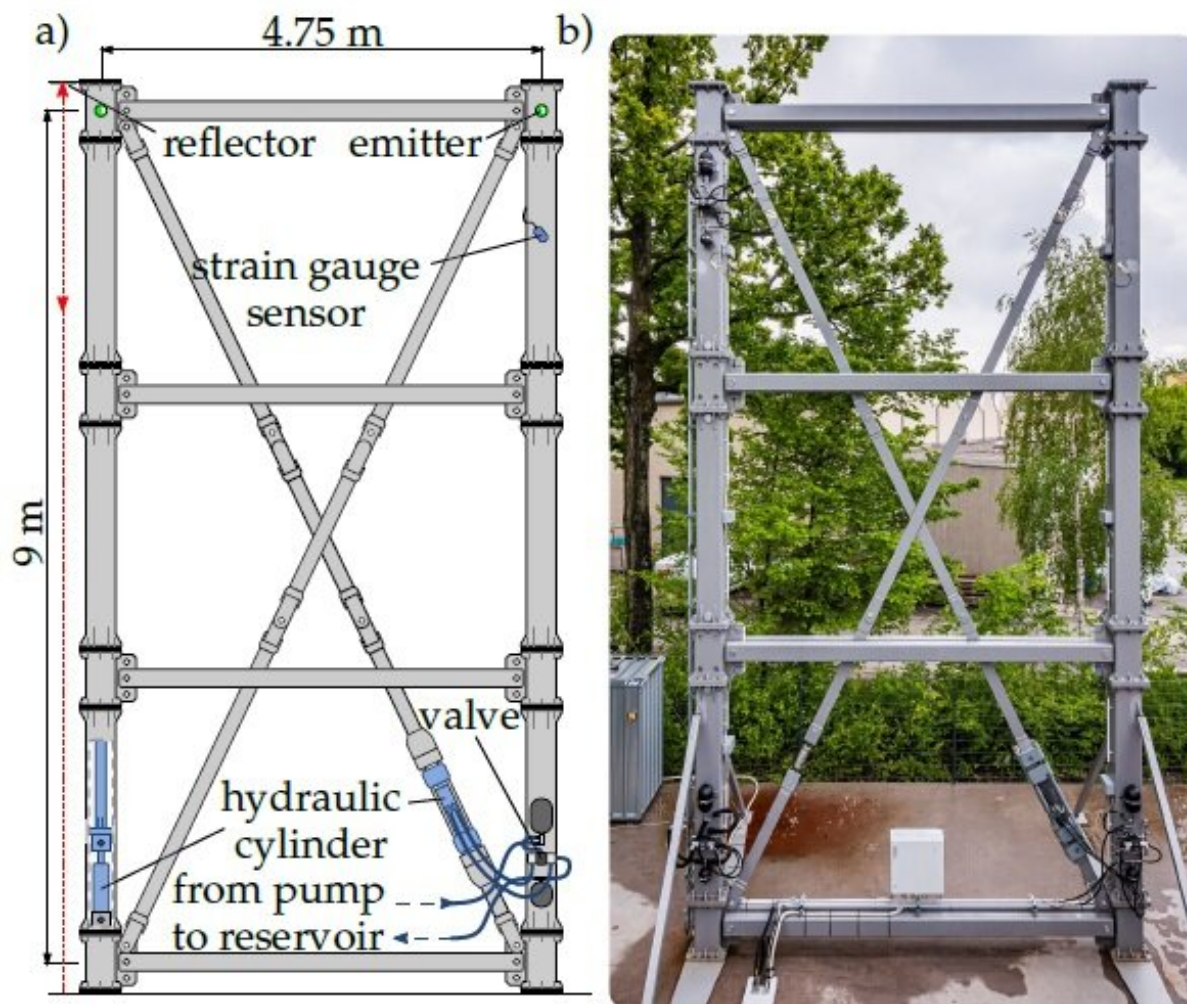 a)
4.75 m
b)
reflector
emitter
strain gauge
sensor
9 m
valve
hydraulic
cylinder
from pump
to reservoir